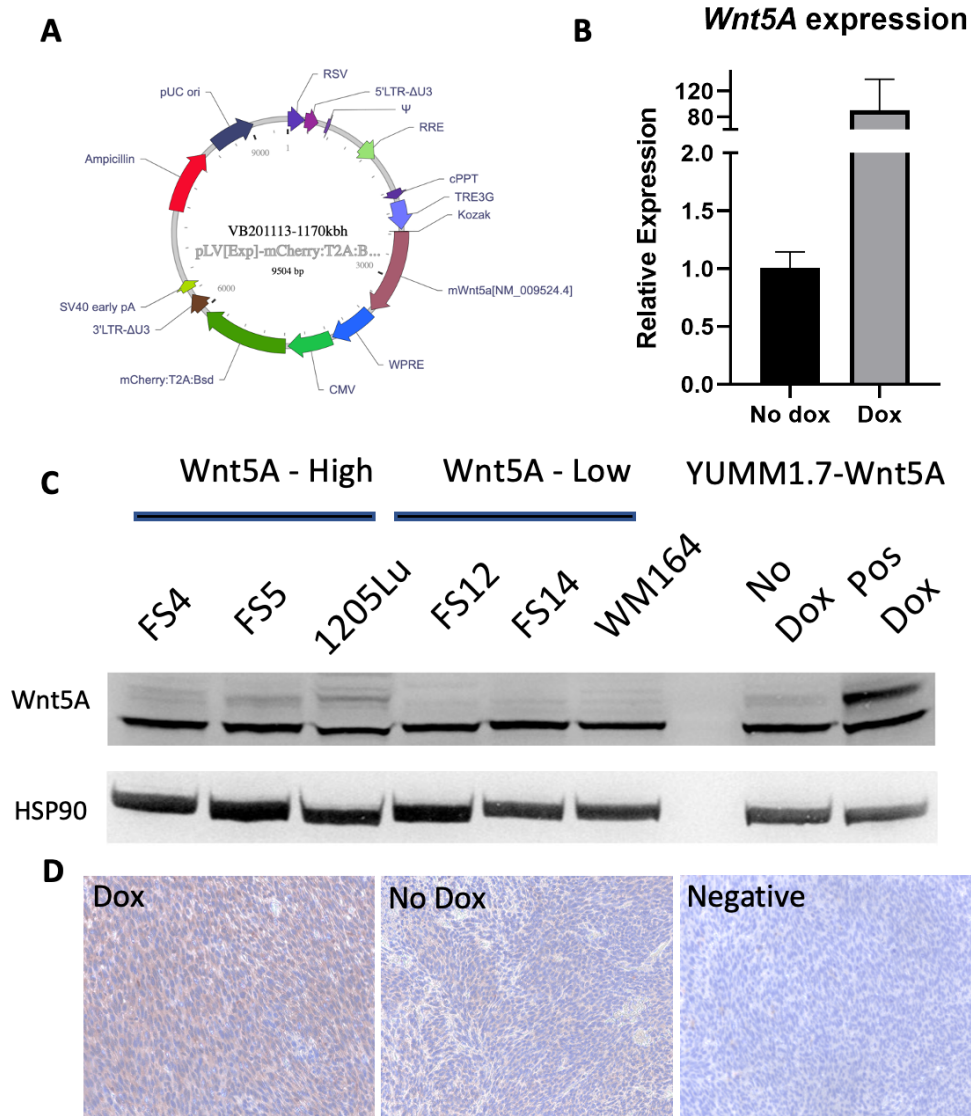 A
RSV
5'LTR-ΔU3
Ψ
RRE
cPPT
TRE3G
Kozak
mWnt5a[NM_009524.4]
WPRE
CMV
mCherry:T2A:Bsd
3'LTR-ΔU3
SV40 early pA
Ampicillin
pUC ori
9000
1
3000
6000
VB201113-1170kbh
pLV[Exp]-mCherry:T2A:B...
9504 bp
B
Wnt5A expression
Relative Expression
120
80
2.0
1.5
1.0
0.5
0.0
No dox
Dox
C
Wnt5A - High
Wnt5A - Low
YUMM1.7-Wnt5A
FS4
FS5
1205Lu
FS12
FS14
WM164
No
Dox
Pos
Dox
Wnt5A
HSP90
D
Dox
No Dox
Negative